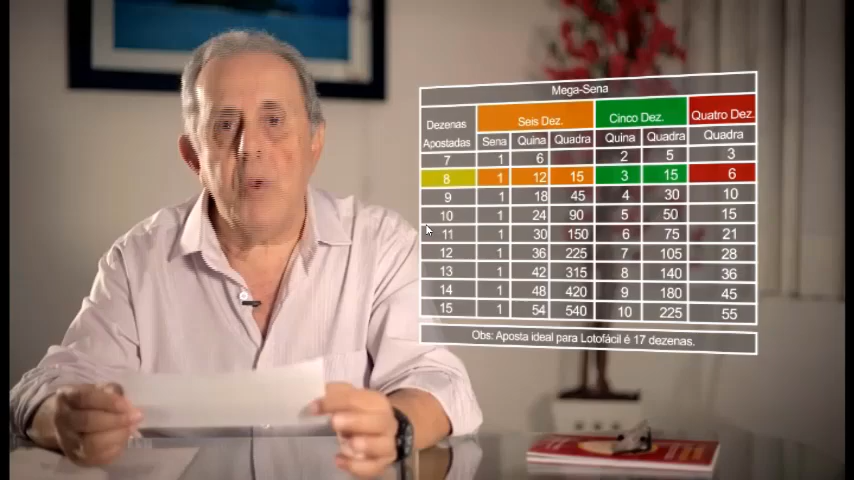 Mega-Sena
Dezenas Apostadas Seis Dez. Cinco Dez. Quatro Dez.
Sena Quina Quadra Quina Quadra Quadra
7 1 6 2 5 3
8 1 12 15 3 15 6
9 1 18 45 4 30 10
10 1 24 90 5 50 15
11 1 30 150 6 75 21
12 1 36 225 7 105 28
13 1 42 315 8 140 36
14 1 48 420 9 180 45
15 1 54 540 10 225 55
Obs: Aposta ideal para Lotofácil é 17 dezenas.